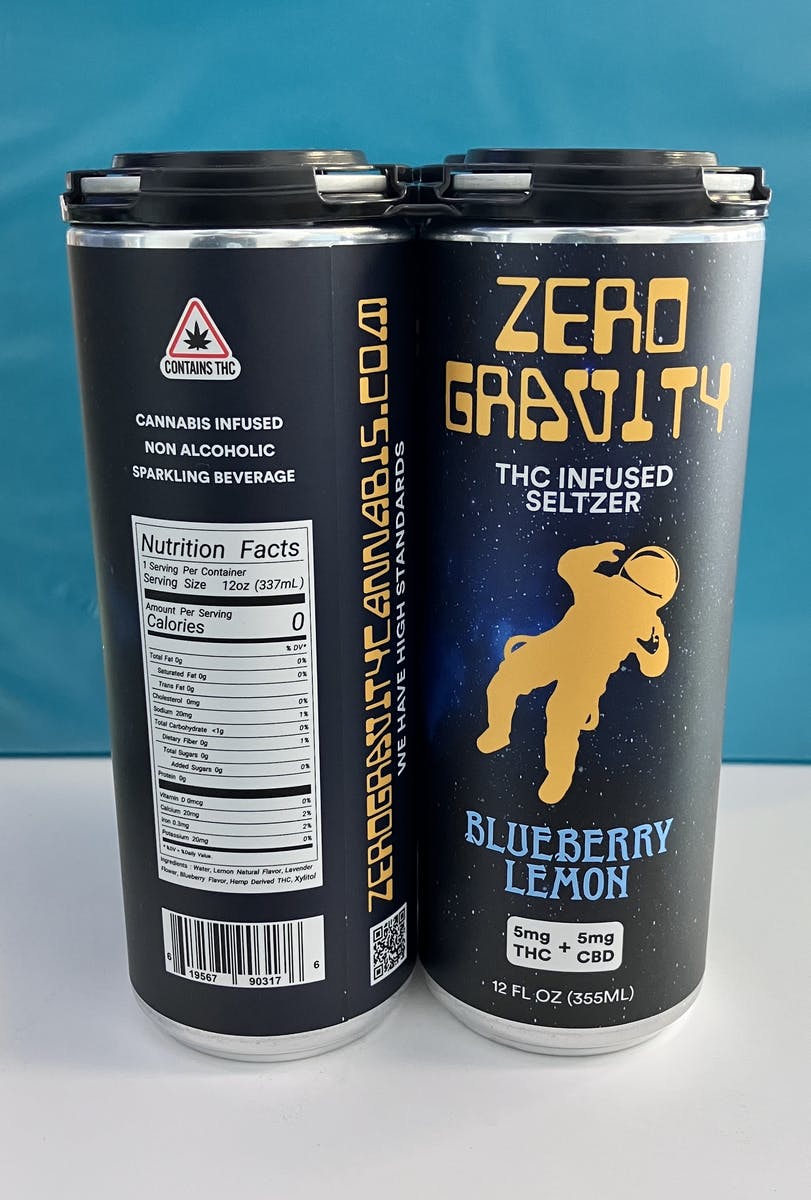 CONTAINS THC
CANNABIS INFUSED
NON ALCOHOLIC
SPARKLING BEVERAGE
Nutrition Facts
1 Serving Per Container
Serving Size 12oz (337mL)
Amount Per Serving
Calories 0
% DV*
Total Fat 0g 0%
Saturated Fat 0g 0%
Trans Fat 0g
Cholesterol 0mg 0%
Sodium 20mg 1%
Total Carbohydrate <1g 0%
Dietary Fiber 0g 1%
Total Sugars 0g
Added Sugars 0g 0%
Protein 0g
Vitamin D 0mcg 0%
Calcium 20mg 2%
Iron 0.3mg 2%
Potassium 20mg 0%
* %DV = %Daily Value.
Ingredients : Water, Lemon Natural Flavor, Lavender
Flower, Blueberry Flavor, Hemp Derived THC, Xylitol
6 19567 90317 6
ZEROGRAVITYCANNABIS.COM
WE HAVE HIGH STANDARDS
ZERO
GRAVITY
THC INFUSED
SELTZER
BLUEBERRY
LEMON
5mg THC + 5mg CBD
12 FL OZ (355ML)